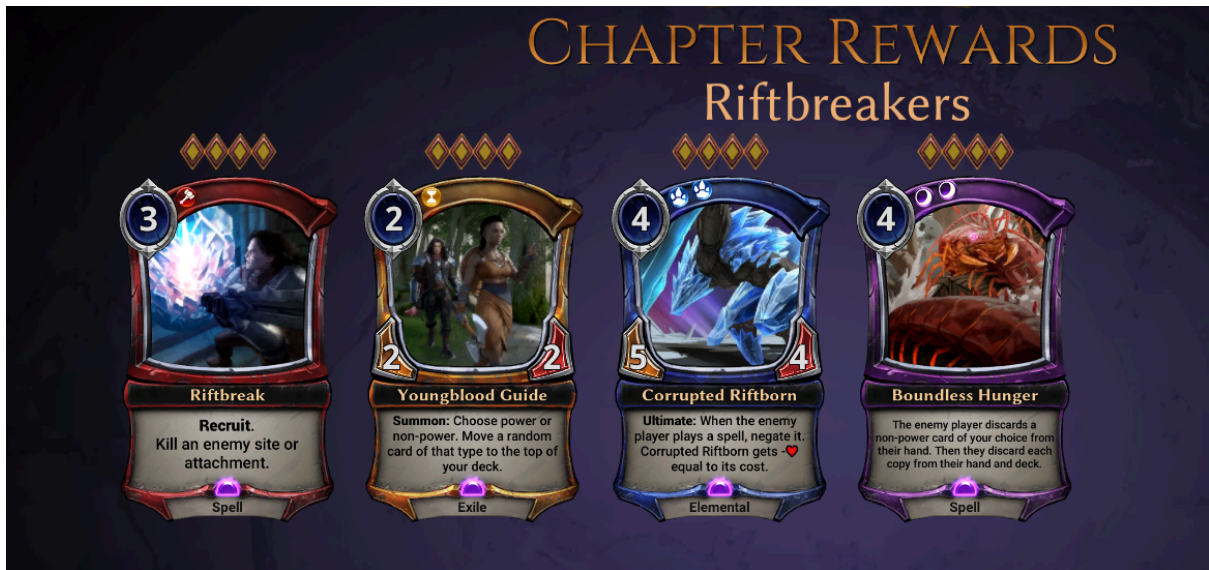 CHAPTER REWARDS
Riftbreakers
3
Riftbreak
Recruit.
Kill an enemy site or
attachment.
Spell
2
2
2
Youngblood Guide
Summon: Choose power or
non-power. Move a random
card of that type to the top of
your deck.
Exile
4
5
4
Corrupted Riftborn
Ultimate: When the enemy
player plays a spell, negate it.
Corrupted Riftborn gets -❤
equal to its cost.
Elemental
4
Boundless Hunger
The enemy player discards a
non-power card of your choice from
their hand. Then they discard each
copy from their hand and deck.
Spell